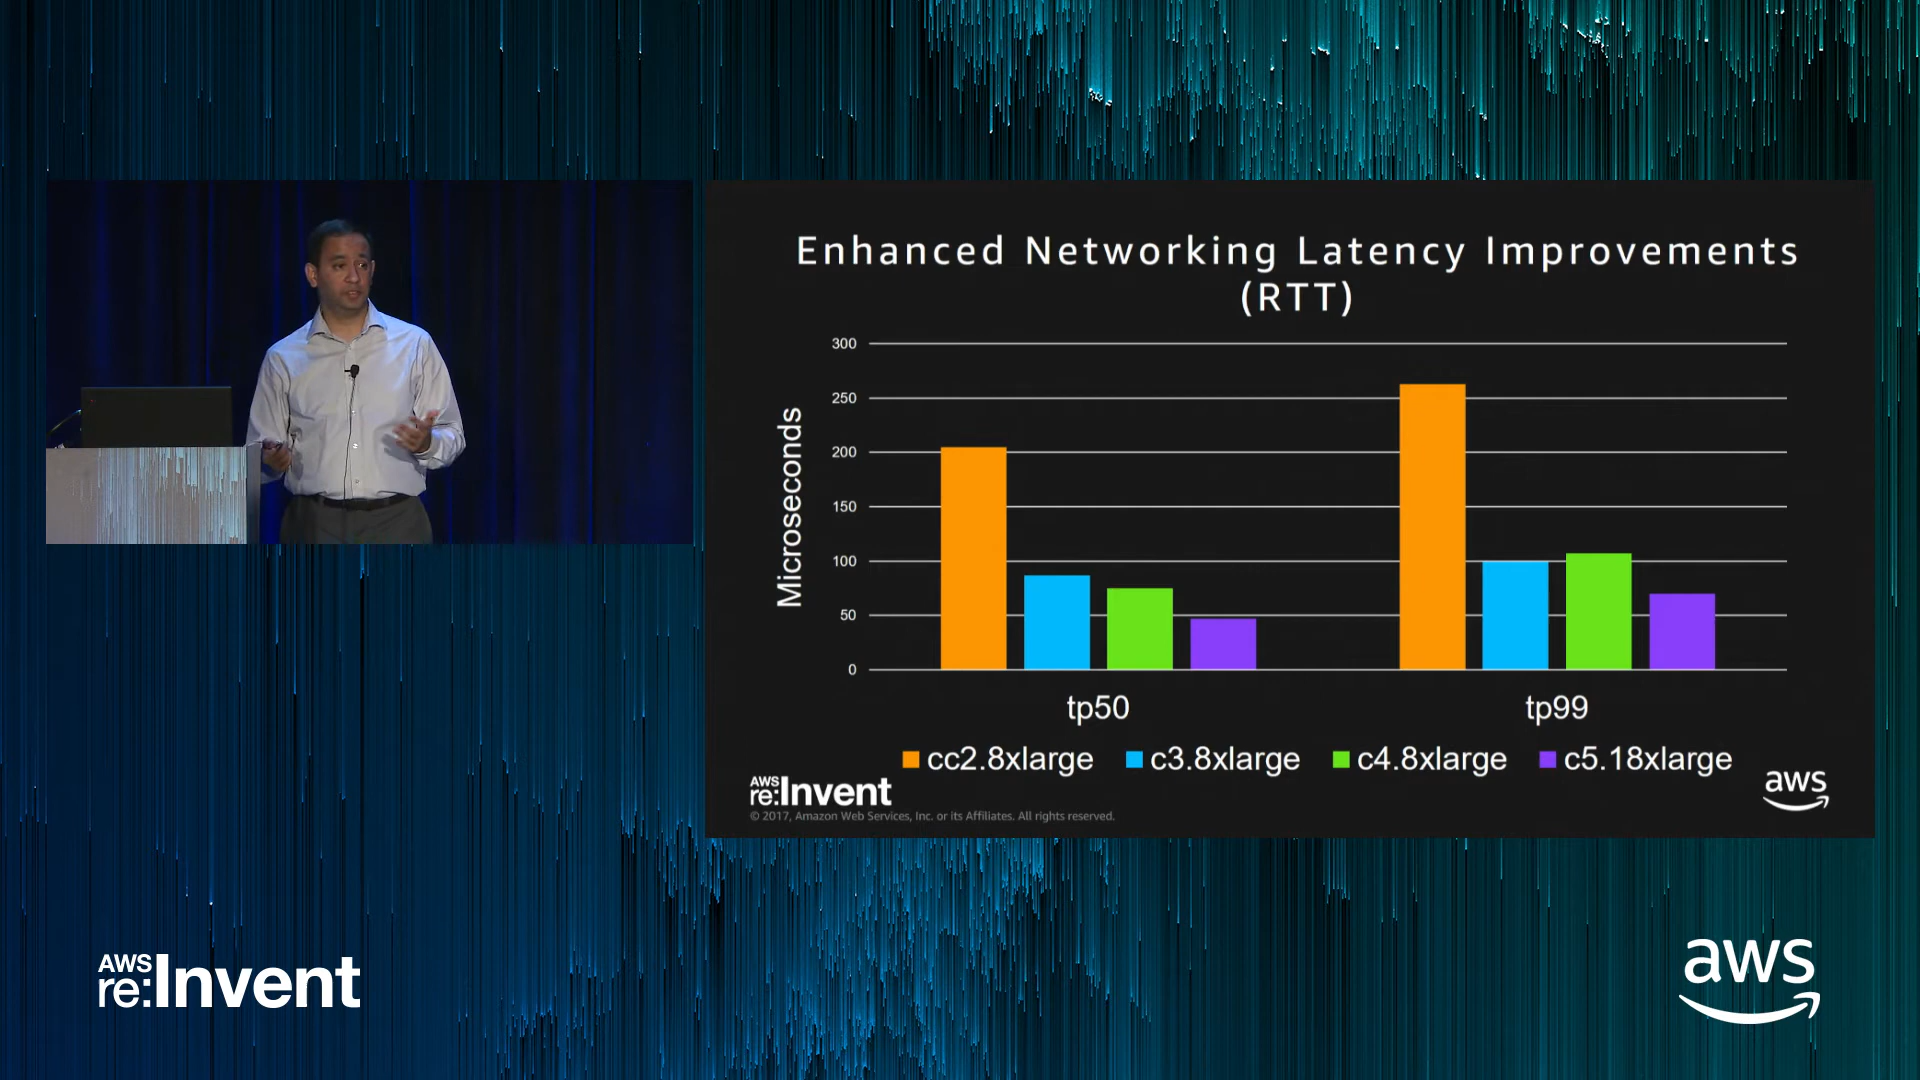 Enhanced Networking Latency Improvements
(RTT)
Microseconds
300
250
200
150
100
50
0
tp50
tp99
cc2.8xlarge
c3.8xlarge
c4.8xlarge
c5.18xlarge
AWS
re:Invent
© 2017, Amazon Web Services, Inc. or its Affiliates. All rights reserved.
aws
AWS
re:Invent
aws